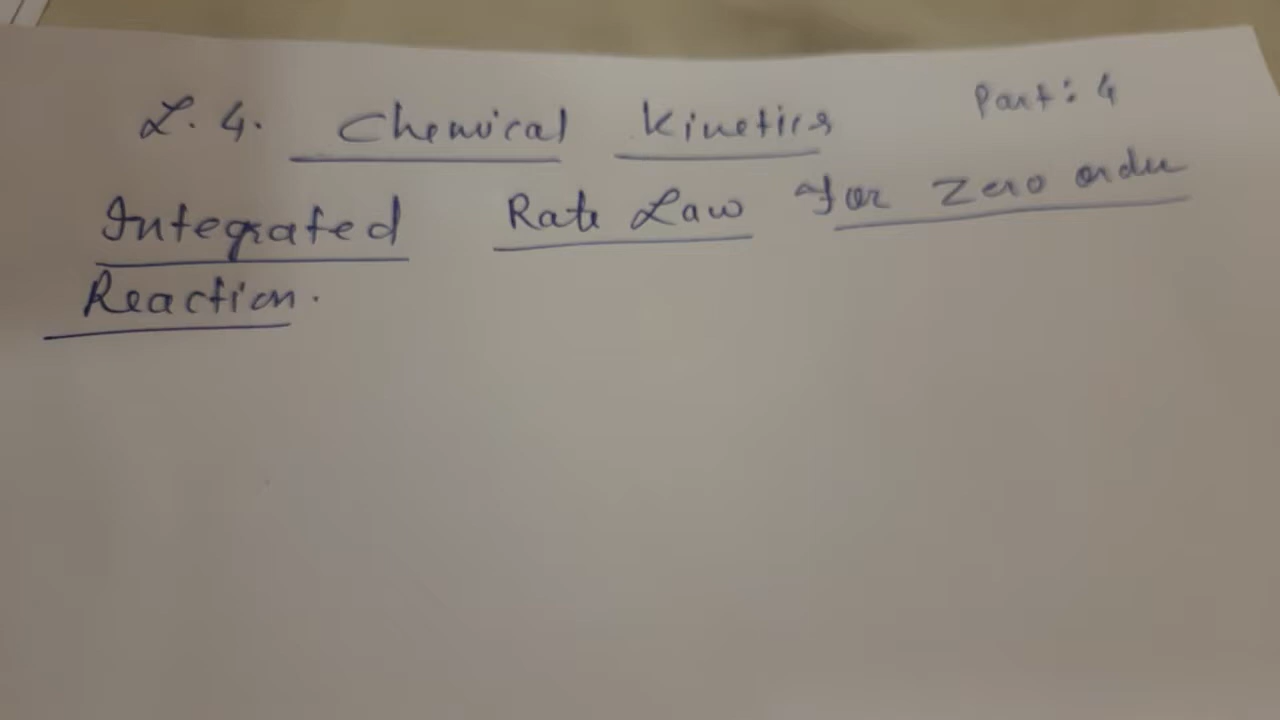 L. 4. Chemical Kinetics Part: 4
Integrated Rate Law for Zero order
Reaction.